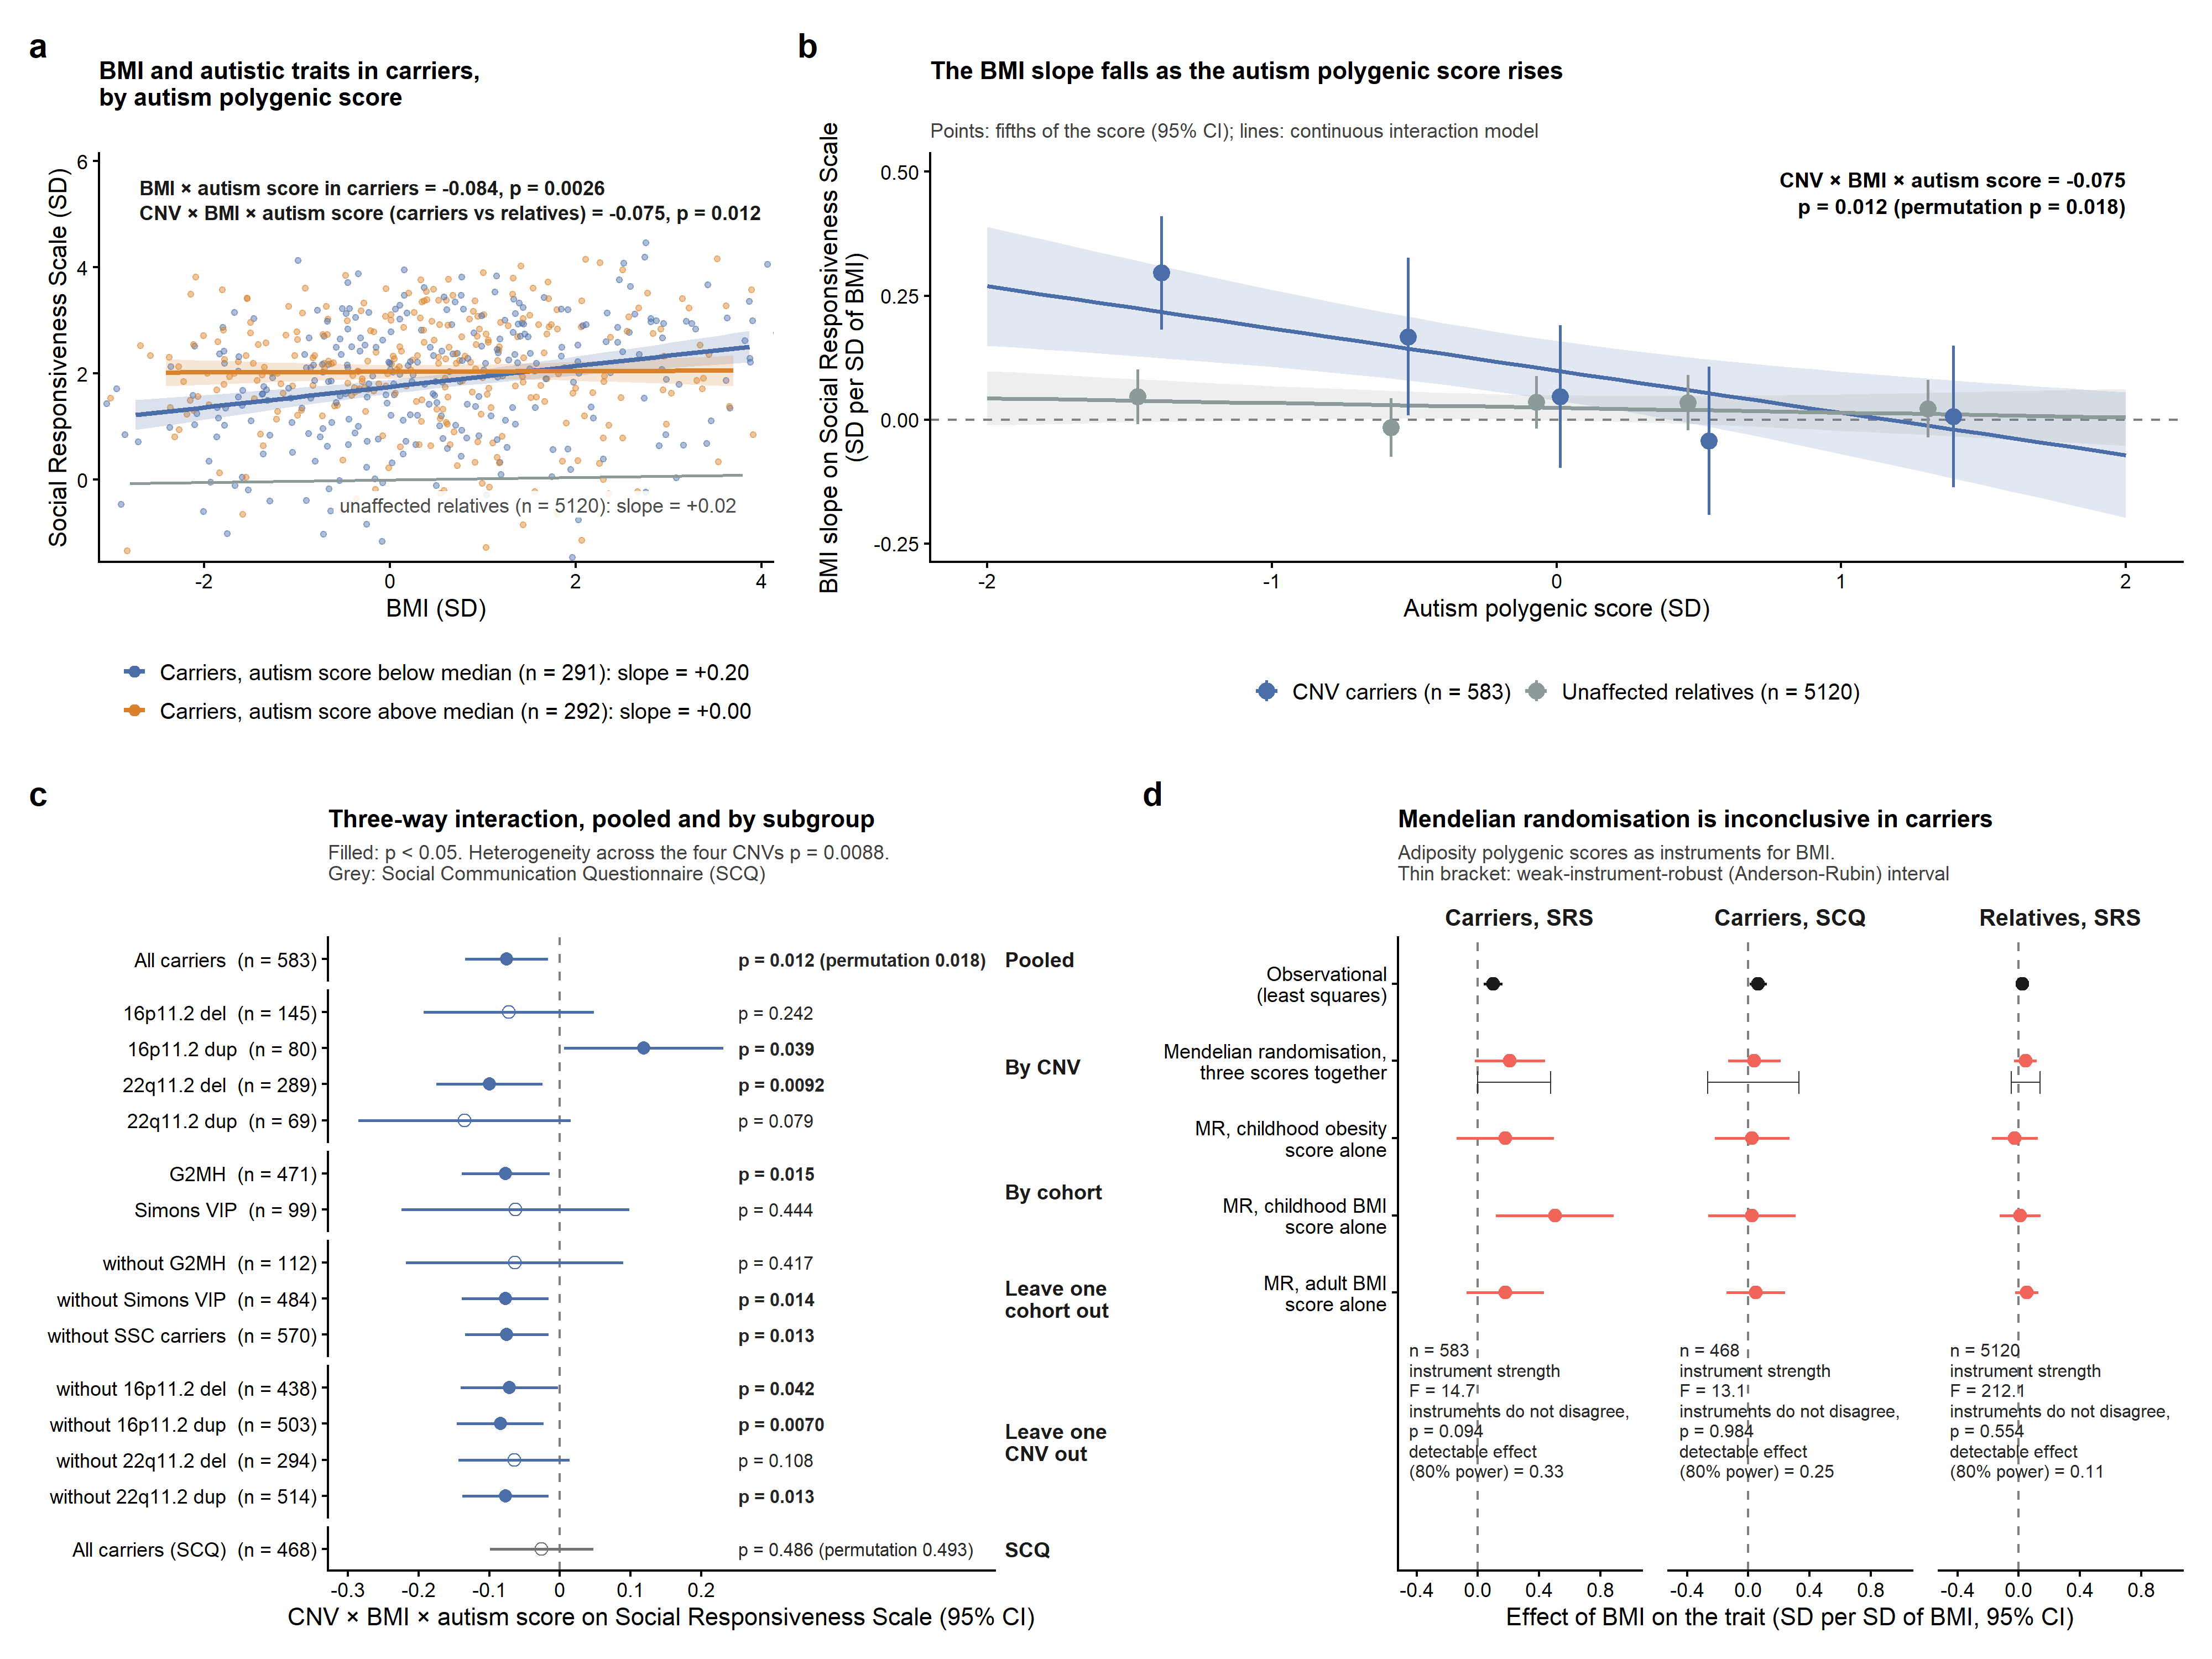 a
BMI and autistic traits in carriers,
by autism polygenic score
BMI × autism score in carriers = -0.084, p = 0.0026
CNV × BMI × autism score (carriers vs relatives) = -0.075, p = 0.012
Social Responsiveness Scale (SD)
6
4
2
0
unaffected relatives (n = 5120): slope = +0.02
-2 0 2 4
BMI (SD)
Carriers, autism score below median (n = 291): slope = +0.20
Carriers, autism score above median (n = 292): slope = +0.00
b
The BMI slope falls as the autism polygenic score rises
Points: fifths of the score (95% CI); lines: continuous interaction model
CNV × BMI × autism score = -0.075
p = 0.012 (permutation p = 0.018)
BMI slope on Social Responsiveness Scale
(SD per SD of BMI)
0.50
0.25
0.00
-0.25
-2 -1 0 1 2
Autism polygenic score (SD)
CNV carriers (n = 583) Unaffected relatives (n = 5120)
c
Three-way interaction, pooled and by subgroup
Filled: p < 0.05. Heterogeneity across the four CNVs p = 0.0088.
Grey: Social Communication Questionnaire (SCQ)
All carriers (n = 583) p = 0.012 (permutation 0.018) Pooled
16p11.2 del (n = 145) p = 0.242
16p11.2 dup (n = 80) p = 0.039
By CNV
22q11.2 del (n = 289) p = 0.0092
22q11.2 dup (n = 69) p = 0.079
G2MH (n = 471) p = 0.015
By cohort
Simons VIP (n = 99) p = 0.444
without G2MH (n = 112) p = 0.417
Leave one
cohort out
without Simons VIP (n = 484) p = 0.014
without SSC carriers (n = 570) p = 0.013
without 16p11.2 del (n = 438) p = 0.042
without 16p11.2 dup (n = 503) p = 0.0070
Leave one
CNV out
without 22q11.2 del (n = 294) p = 0.108
without 22q11.2 dup (n = 514) p = 0.013
All carriers (SCQ) (n = 468) p = 0.486 (permutation 0.493) SCQ
-0.3 -0.2 -0.1 0 0.1 0.2
CNV × BMI × autism score on Social Responsiveness Scale (95% CI)
d
Mendelian randomisation is inconclusive in carriers
Adiposity polygenic scores as instruments for BMI.
Thin bracket: weak-instrument-robust (Anderson-Rubin) interval
Carriers, SRS Carriers, SCQ Relatives, SRS
Observational
(least squares)
Mendelian randomisation,
three scores together
MR, childhood obesity
score alone
MR, childhood BMI
score alone
MR, adult BMI
score alone
n = 583
instrument strength
F = 14.7
instruments do not disagree,
p = 0.094
detectable effect
(80% power) = 0.33
n = 468
instrument strength
F = 13.1
instruments do not disagree,
p = 0.984
detectable effect
(80% power) = 0.25
n = 5120
instrument strength
F = 212.1
instruments do not disagree,
p = 0.554
detectable effect
(80% power) = 0.11
-0.4 0.0 0.4 0.8 -0.4 0.0 0.4 0.8 -0.4 0.0 0.4 0.8
Effect of BMI on the trait (SD per SD of BMI, 95% CI)